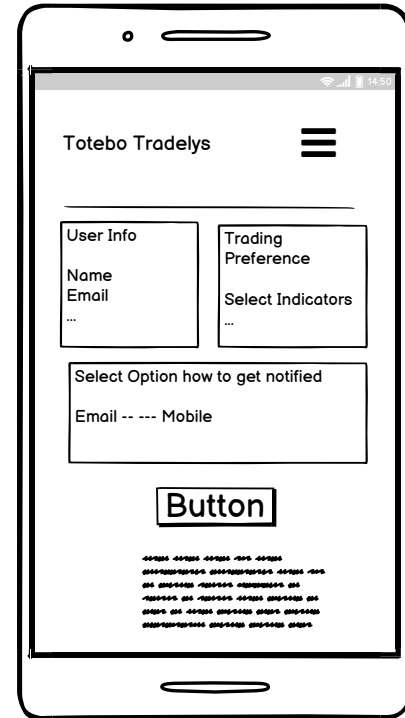 14:50
Totebo Tradelys
User Info
Name
Email
...
Trading
Preference
Select Indicators
...
Select Option how to get notified
Email -- --- Mobile
Button